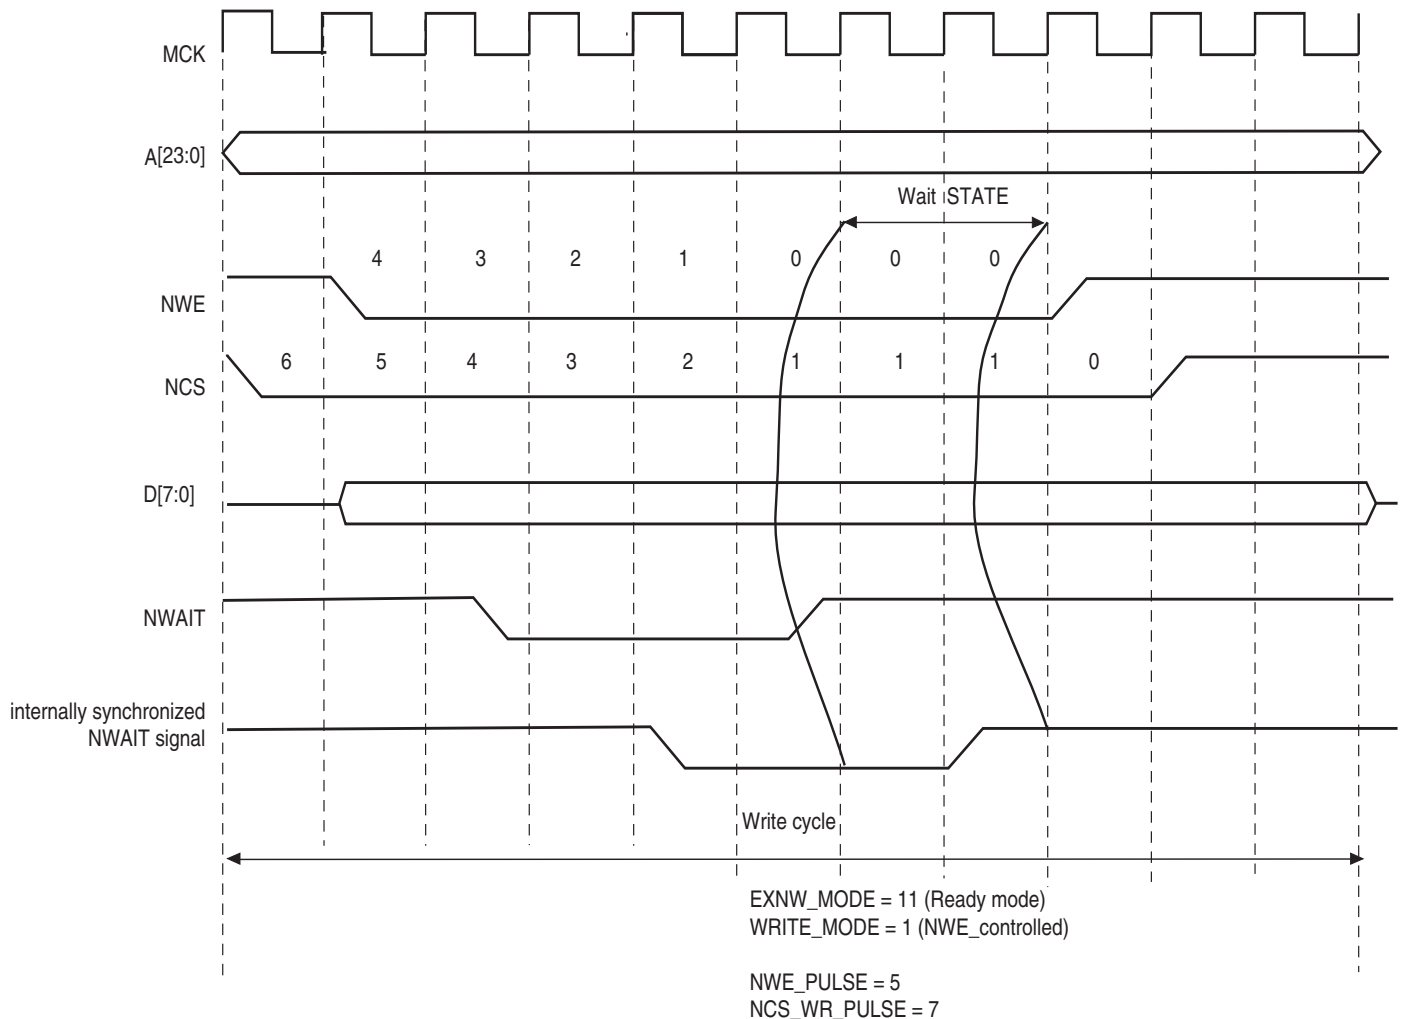 MCK
A[23:0]
Wait STATE
4 3 2 1 0 0 0
NWE
6 5 4 3 2 1 1 1 0
NCS
D[7:0]
NWAIT
internally synchronized
NWAIT signal
Write cycle
EXNW_MODE = 11 (Ready mode)
WRITE_MODE = 1 (NWE_controlled)
NWE_PULSE = 5
NCS_WR_PULSE = 7